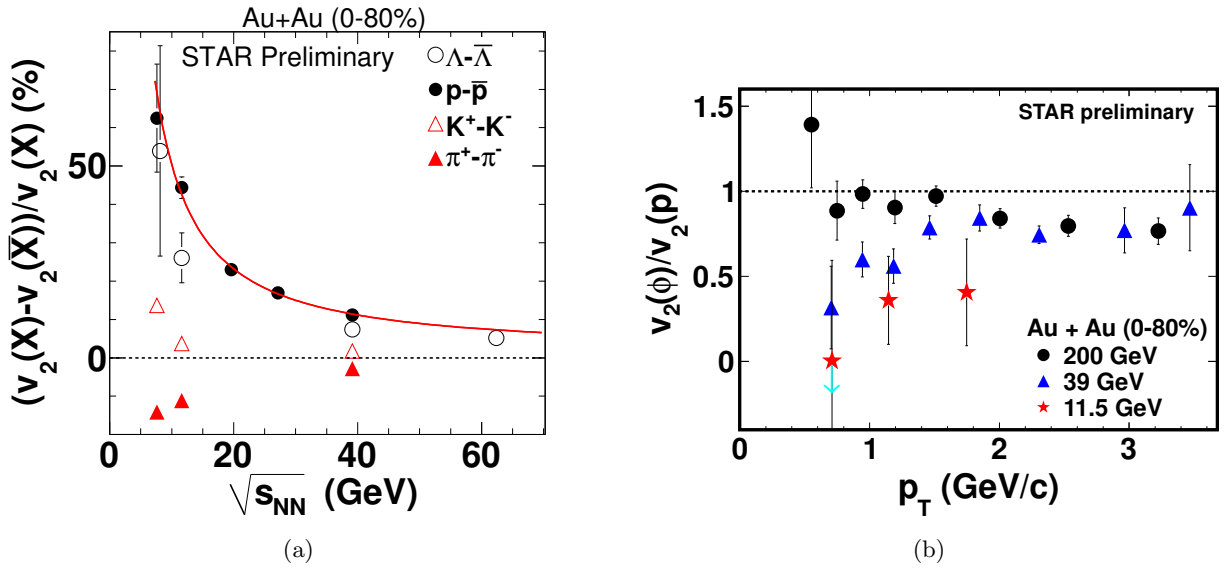 Au+Au (0-80%)
STAR Preliminary
Λ-Λ̅
p-p̅
K⁺-K⁻
π⁺-π⁻
(v₂(X)-v₂(X̅))/v₂(X) (%)
50
0
0 20 40 60
√s_NN (GeV)
(a)
STAR preliminary
v₂(ϕ)/v₂(p)
1.5
1
0.5
0
Au + Au (0-80%)
200 GeV
39 GeV
11.5 GeV
0 1 2 3
p_T (GeV/c)
(b)